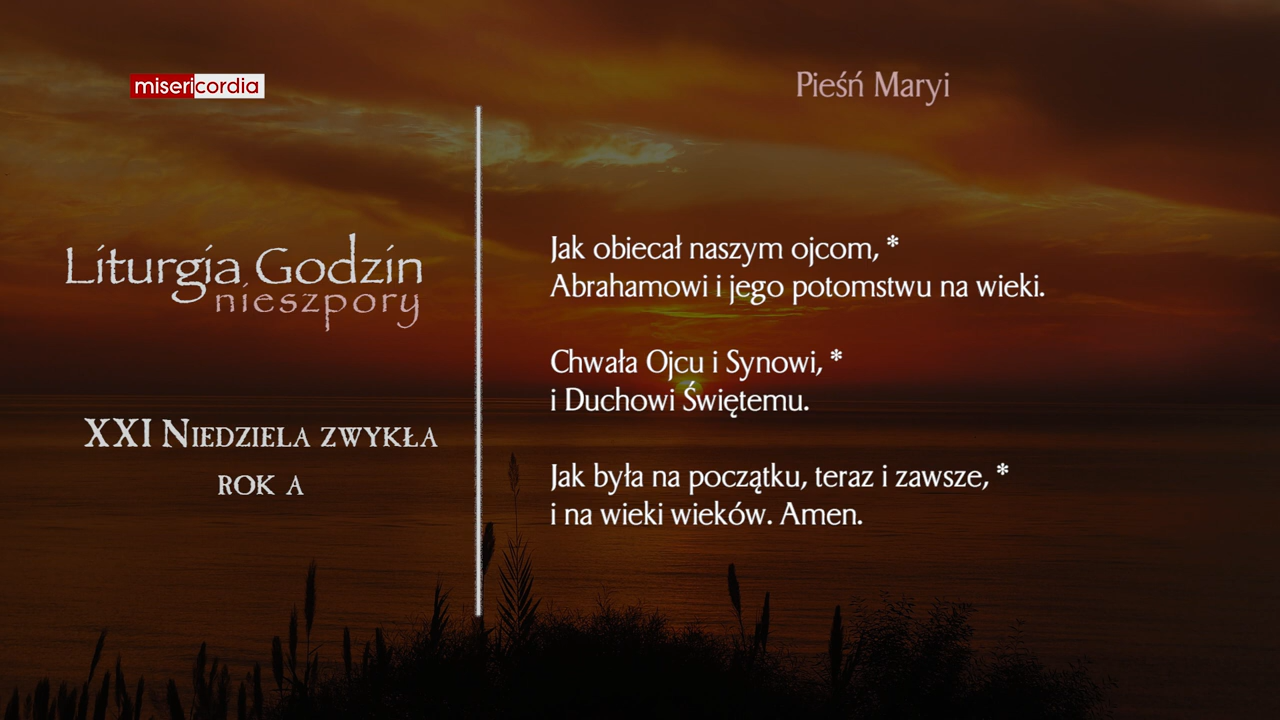 misericordia
Pieśń Maryi
Liturgia Godzin
nieszpory
XXI Niedziela zwykła
rok A
Jak obiecał naszym ojcom, *
Abrahamowi i jego potomstwu na wieki.
Chwała Ojcu i Synowi, *
i Duchowi Świętemu.
Jak była na początku, teraz i zawsze, *
i na wieki wieków. Amen.